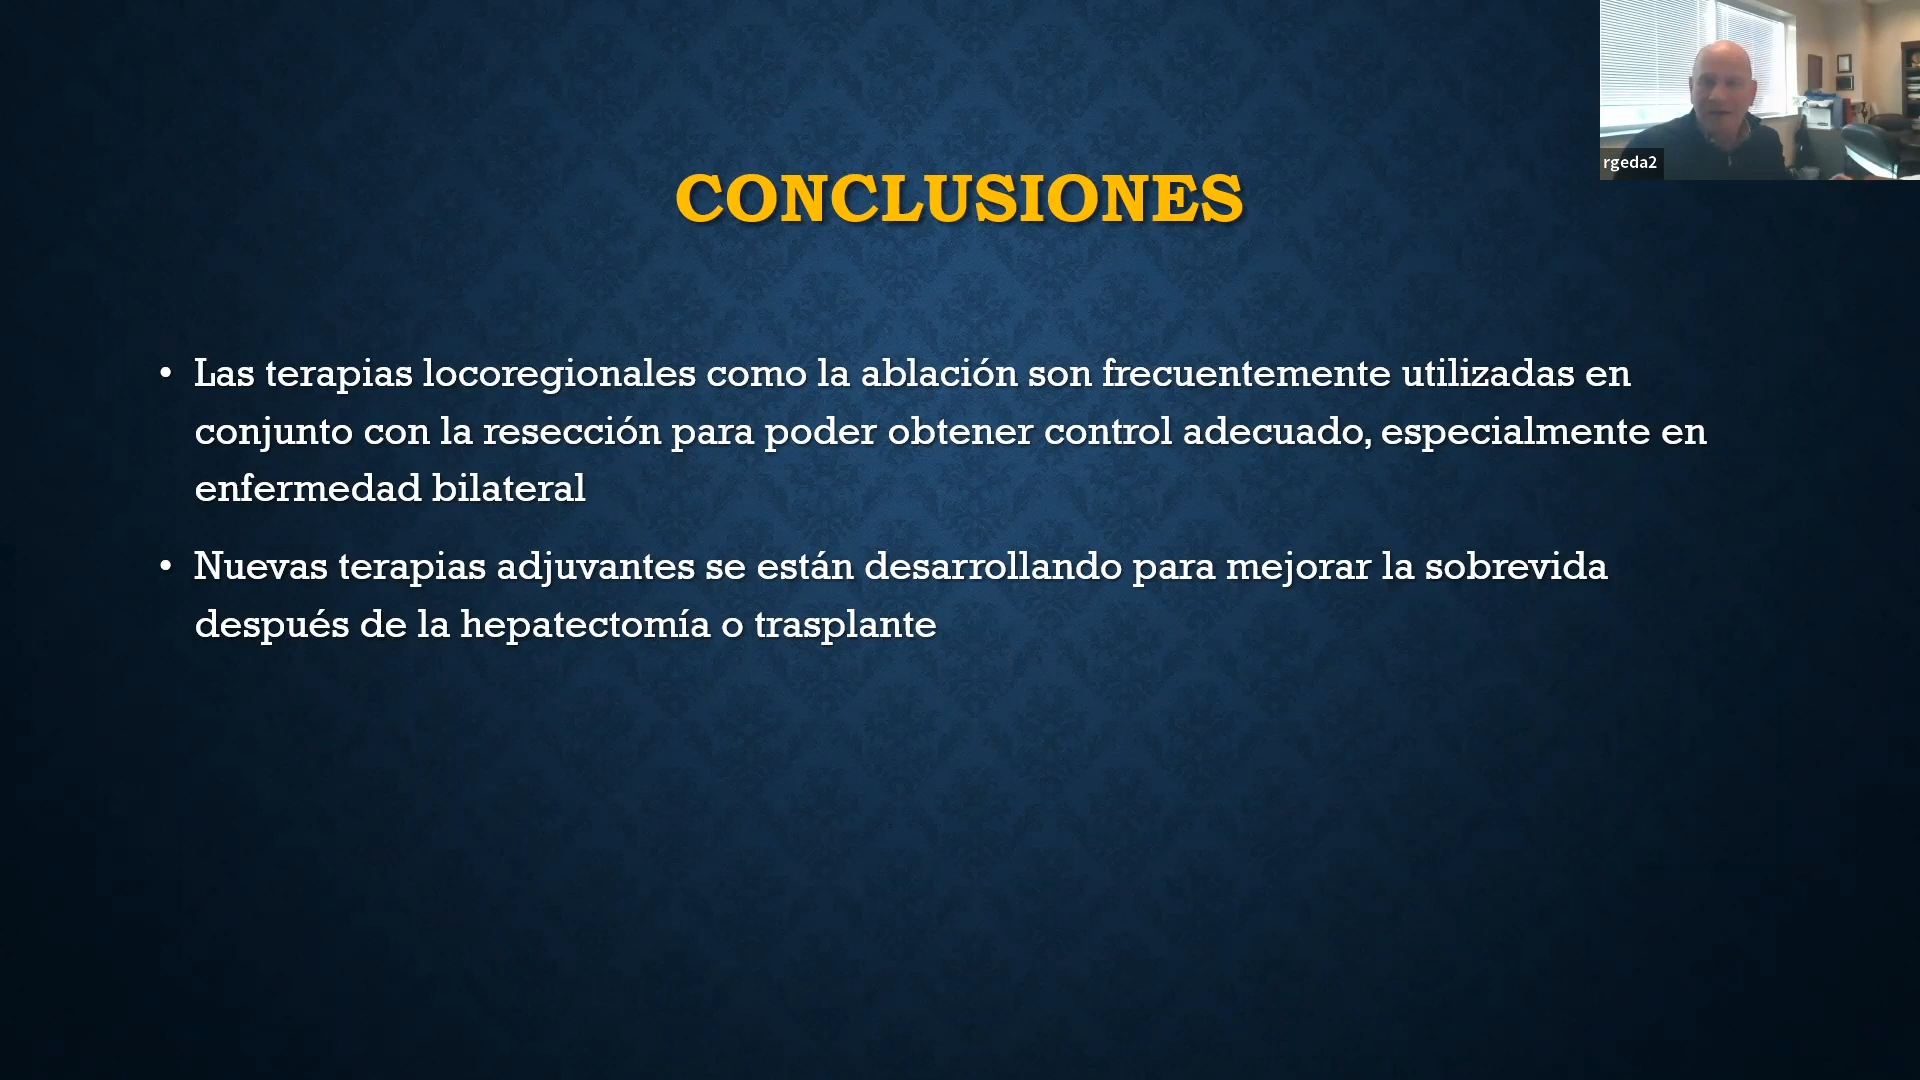 CONCLUSIONES
• Las terapias locoregionales como la ablación son frecuentemente utilizadas en
conjunto con la resección para poder obtener control adecuado, especialmente en
enfermedad bilateral
• Nuevas terapias adjuvantes se están desarrollando para mejorar la sobrevida
después de la hepatectomía o trasplante
rgeda2